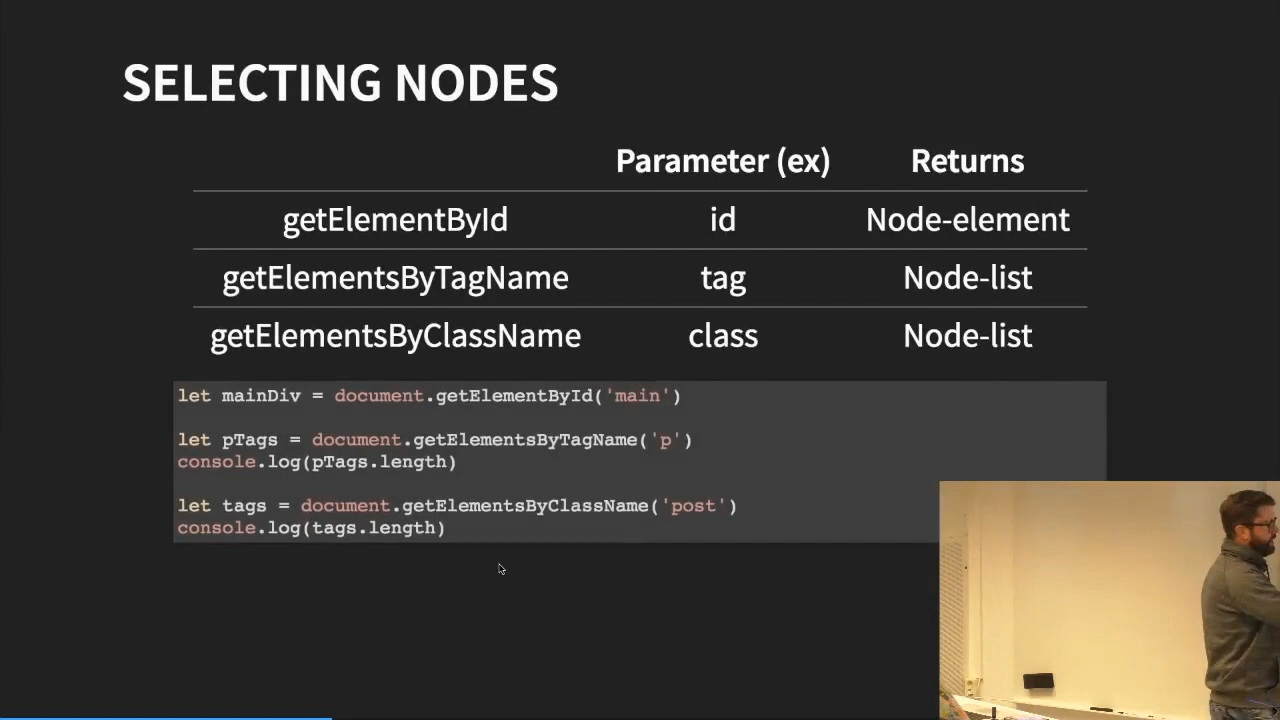 SELECTING NODES
Parameter (ex) Returns
getElementById id Node-element
getElementsByTagName tag Node-list
getElementsByClassName class Node-list
let mainDiv = document.getElementById('main')
let pTags = document.getElementsByTagName('p')
console.log(pTags.length)
let tags = document.getElementsByClassName('post')
console.log(tags.length)